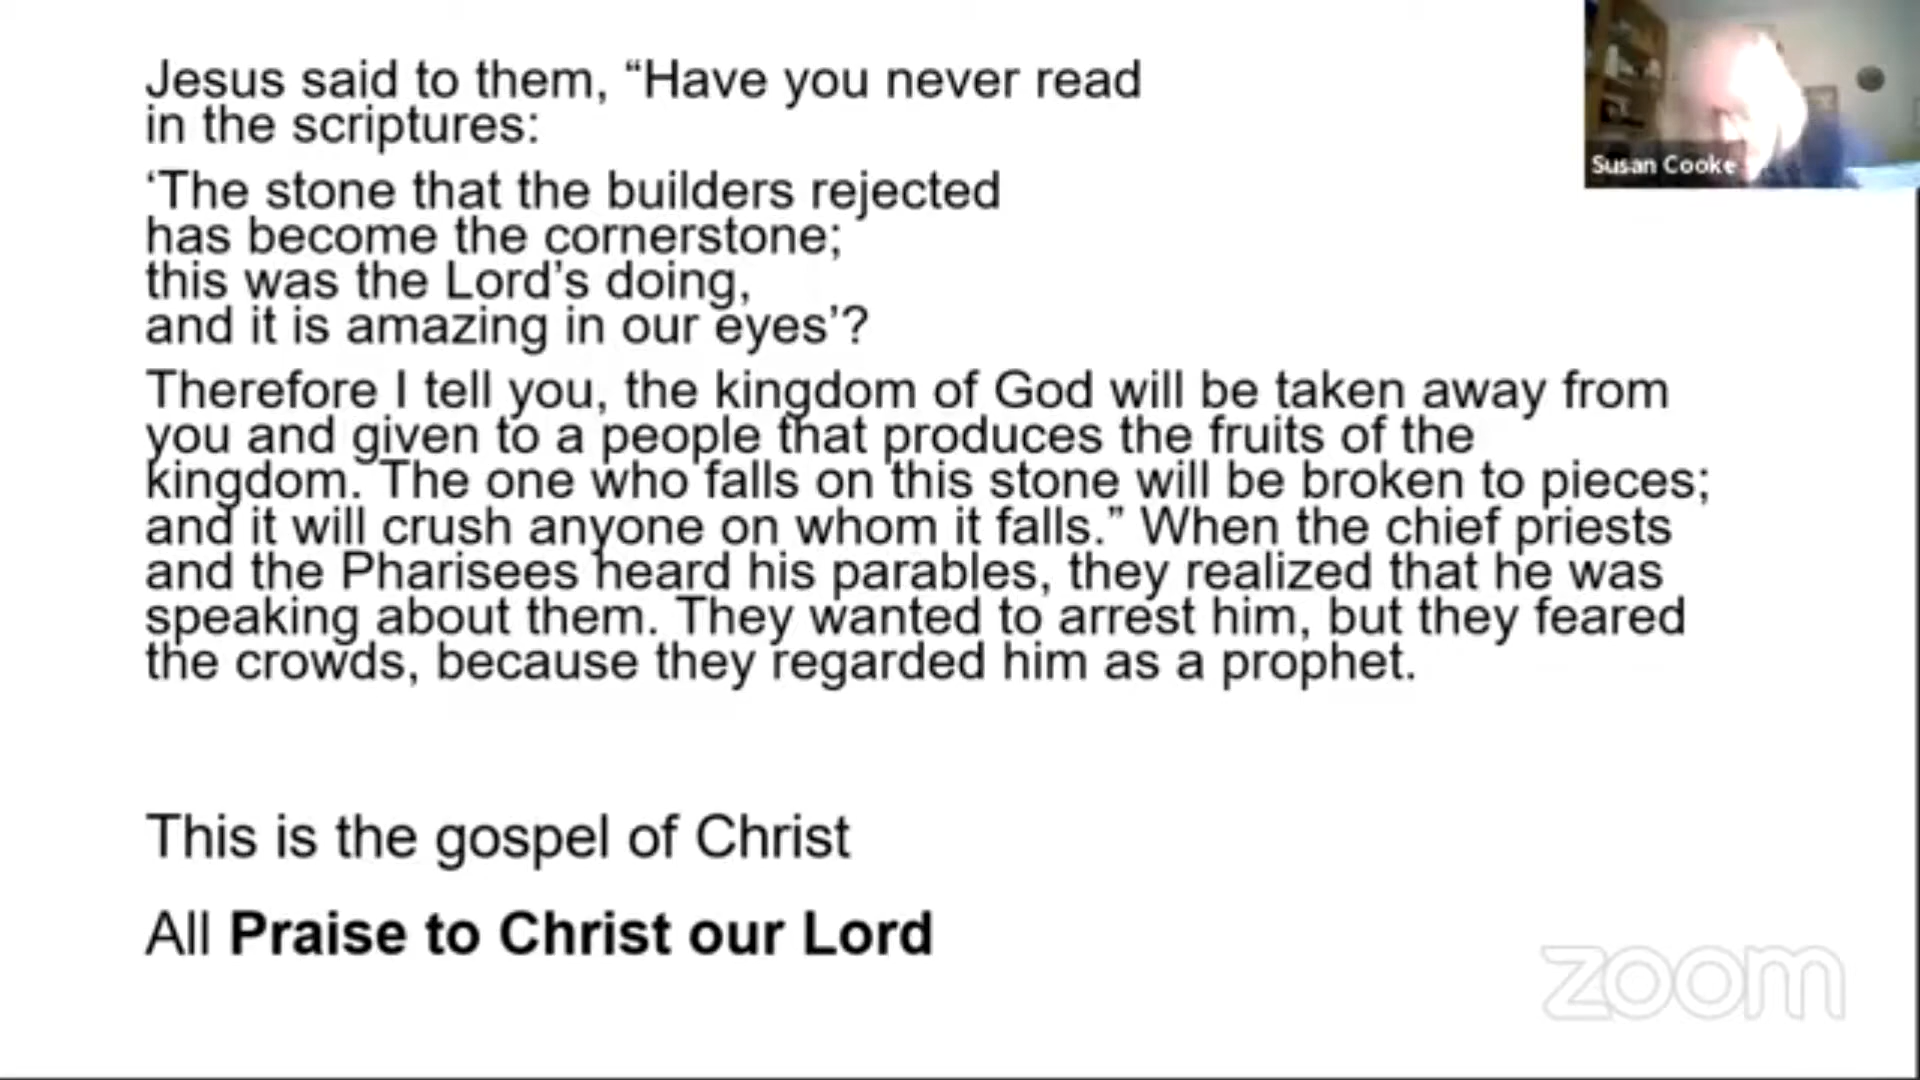 Jesus said to them, “Have you never read
in the scriptures:
‘The stone that the builders rejected
has become the cornerstone;
this was the Lord’s doing,
and it is amazing in our eyes’?
Therefore I tell you, the kingdom of God will be taken away from
you and given to a people that produces the fruits of the
kingdom. The one who falls on this stone will be broken to pieces;
and it will crush anyone on whom it falls.” When the chief priests
and the Pharisees heard his parables, they realized that he was
speaking about them. They wanted to arrest him, but they feared
the crowds, because they regarded him as a prophet.
This is the gospel of Christ
All Praise to Christ our Lord
Susan Cooke
zoom